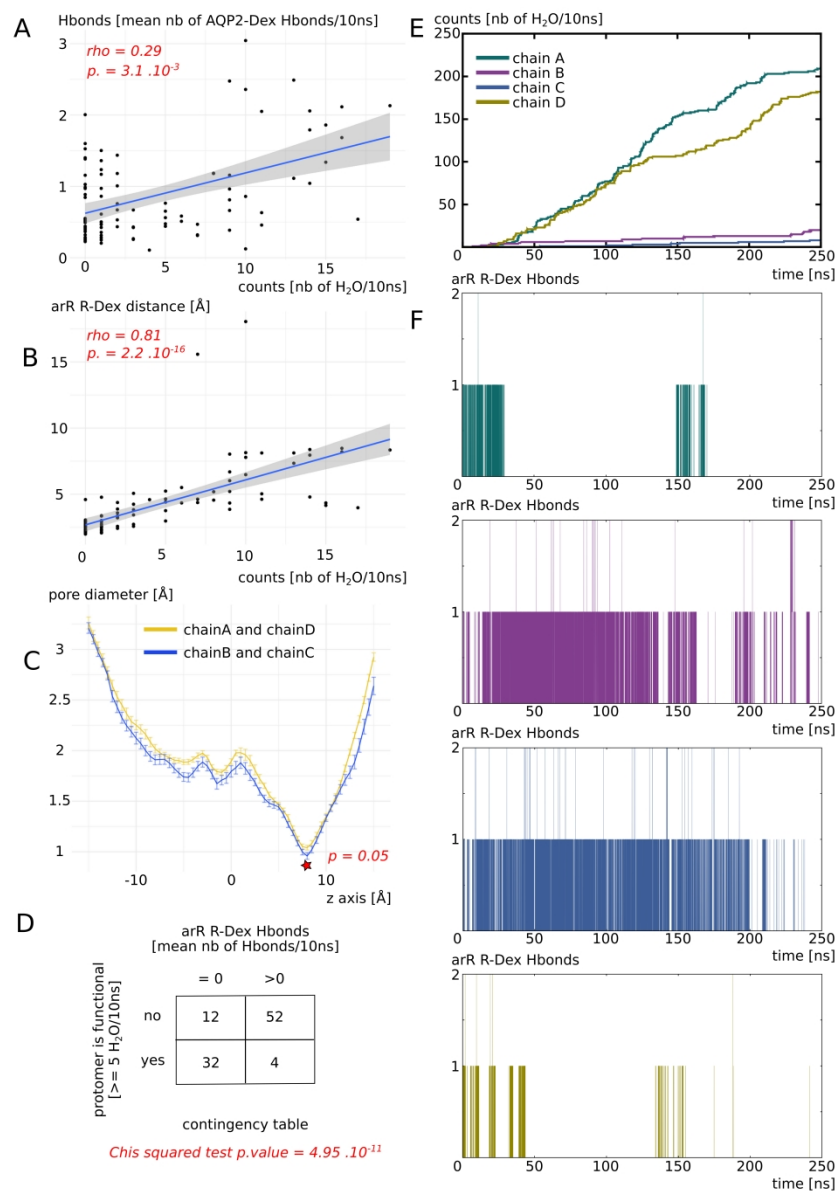 A
Hbonds [mean nb of AQP2-Dex Hbonds/10ns]
rho = 0.29
p. = 3.1 .10-3
3
2
1
0
0
5
10
15
counts [nb of H2O/10ns]
B
arR R-Dex distance [Å]
rho = 0.81
p. = 2.2 .10-16
15
10
5
0
5
10
15
counts [nb of H2O/10ns]
C
pore diameter [Å]
chainA and chainD
chainB and chainC
3
2.5
2
1.5
1
p = 0.05
-10
0
10
z axis [Å]
D
arR R-Dex Hbonds
[mean nb of Hbonds/10ns]
= 0
>0
protomer is functional
[>= 5 H2O/10ns]
no
12
52
yes
32
4
contingency table
Chis squared test p.value = 4.95 .10-11
E
counts [nb of H2O/10ns]
250
200
150
100
50
0
chain A
chain B
chain C
chain D
0
50
100
150
200
250
time [ns]
F
arR R-Dex Hbonds
2
1
0
50
100
150
200
250
time [ns]
arR R-Dex Hbonds
2
1
0
50
100
150
200
250
time [ns]
arR R-Dex Hbonds
2
1
0
50
100
150
200
250
time [ns]
arR R-Dex Hbonds
2
1
0
50
100
150
200
250
time [ns]